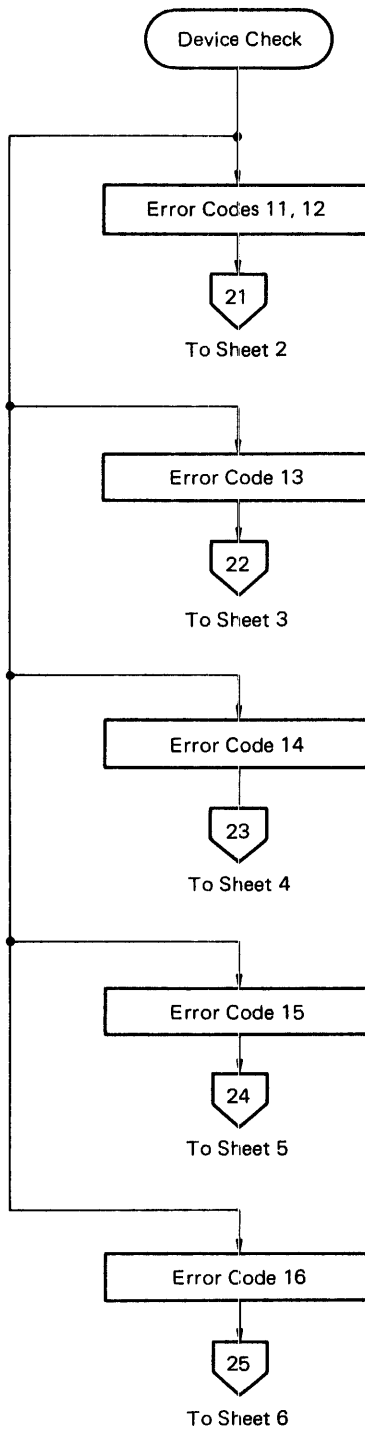 Device Check
Error Codes 11, 12
21
To Sheet 2
Error Code 13
22
To Sheet 3
Error Code 14
23
To Sheet 4
Error Code 15
24
To Sheet 5
Error Code 16
25
To Sheet 6